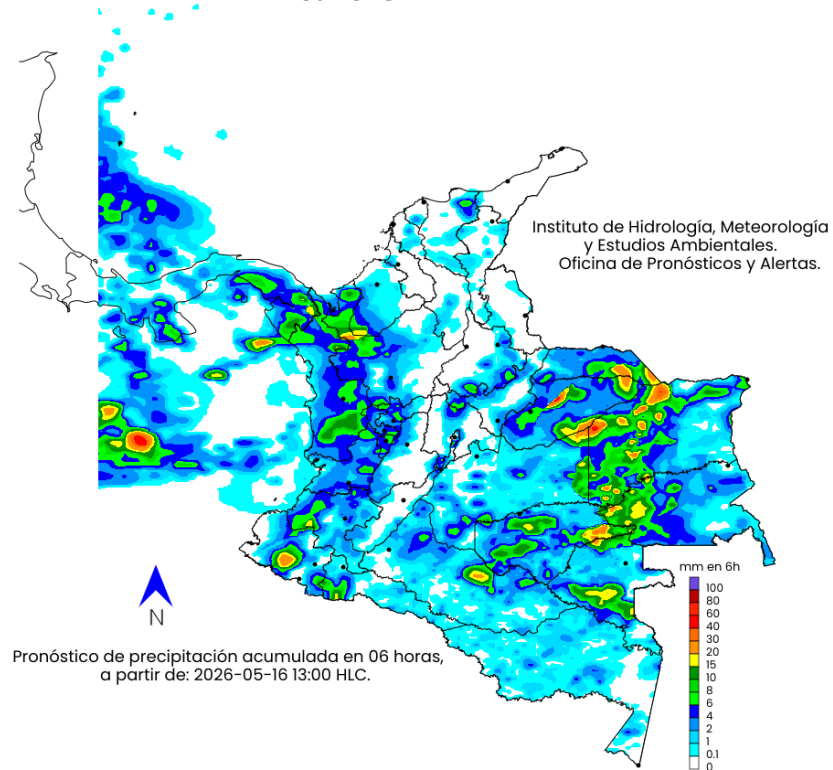 Instituto de Hidrología, Meteorología
y Estudios Ambientales.
Oficina de Pronósticos y Alertas.
mm en 6h
100
80
60
40
30
20
15
10
8
6
4
2
1
0.1
0
N
Pronóstico de precipitación acumulada en 06 horas,
a partir de: 2026-05-16 13:00 HLC.